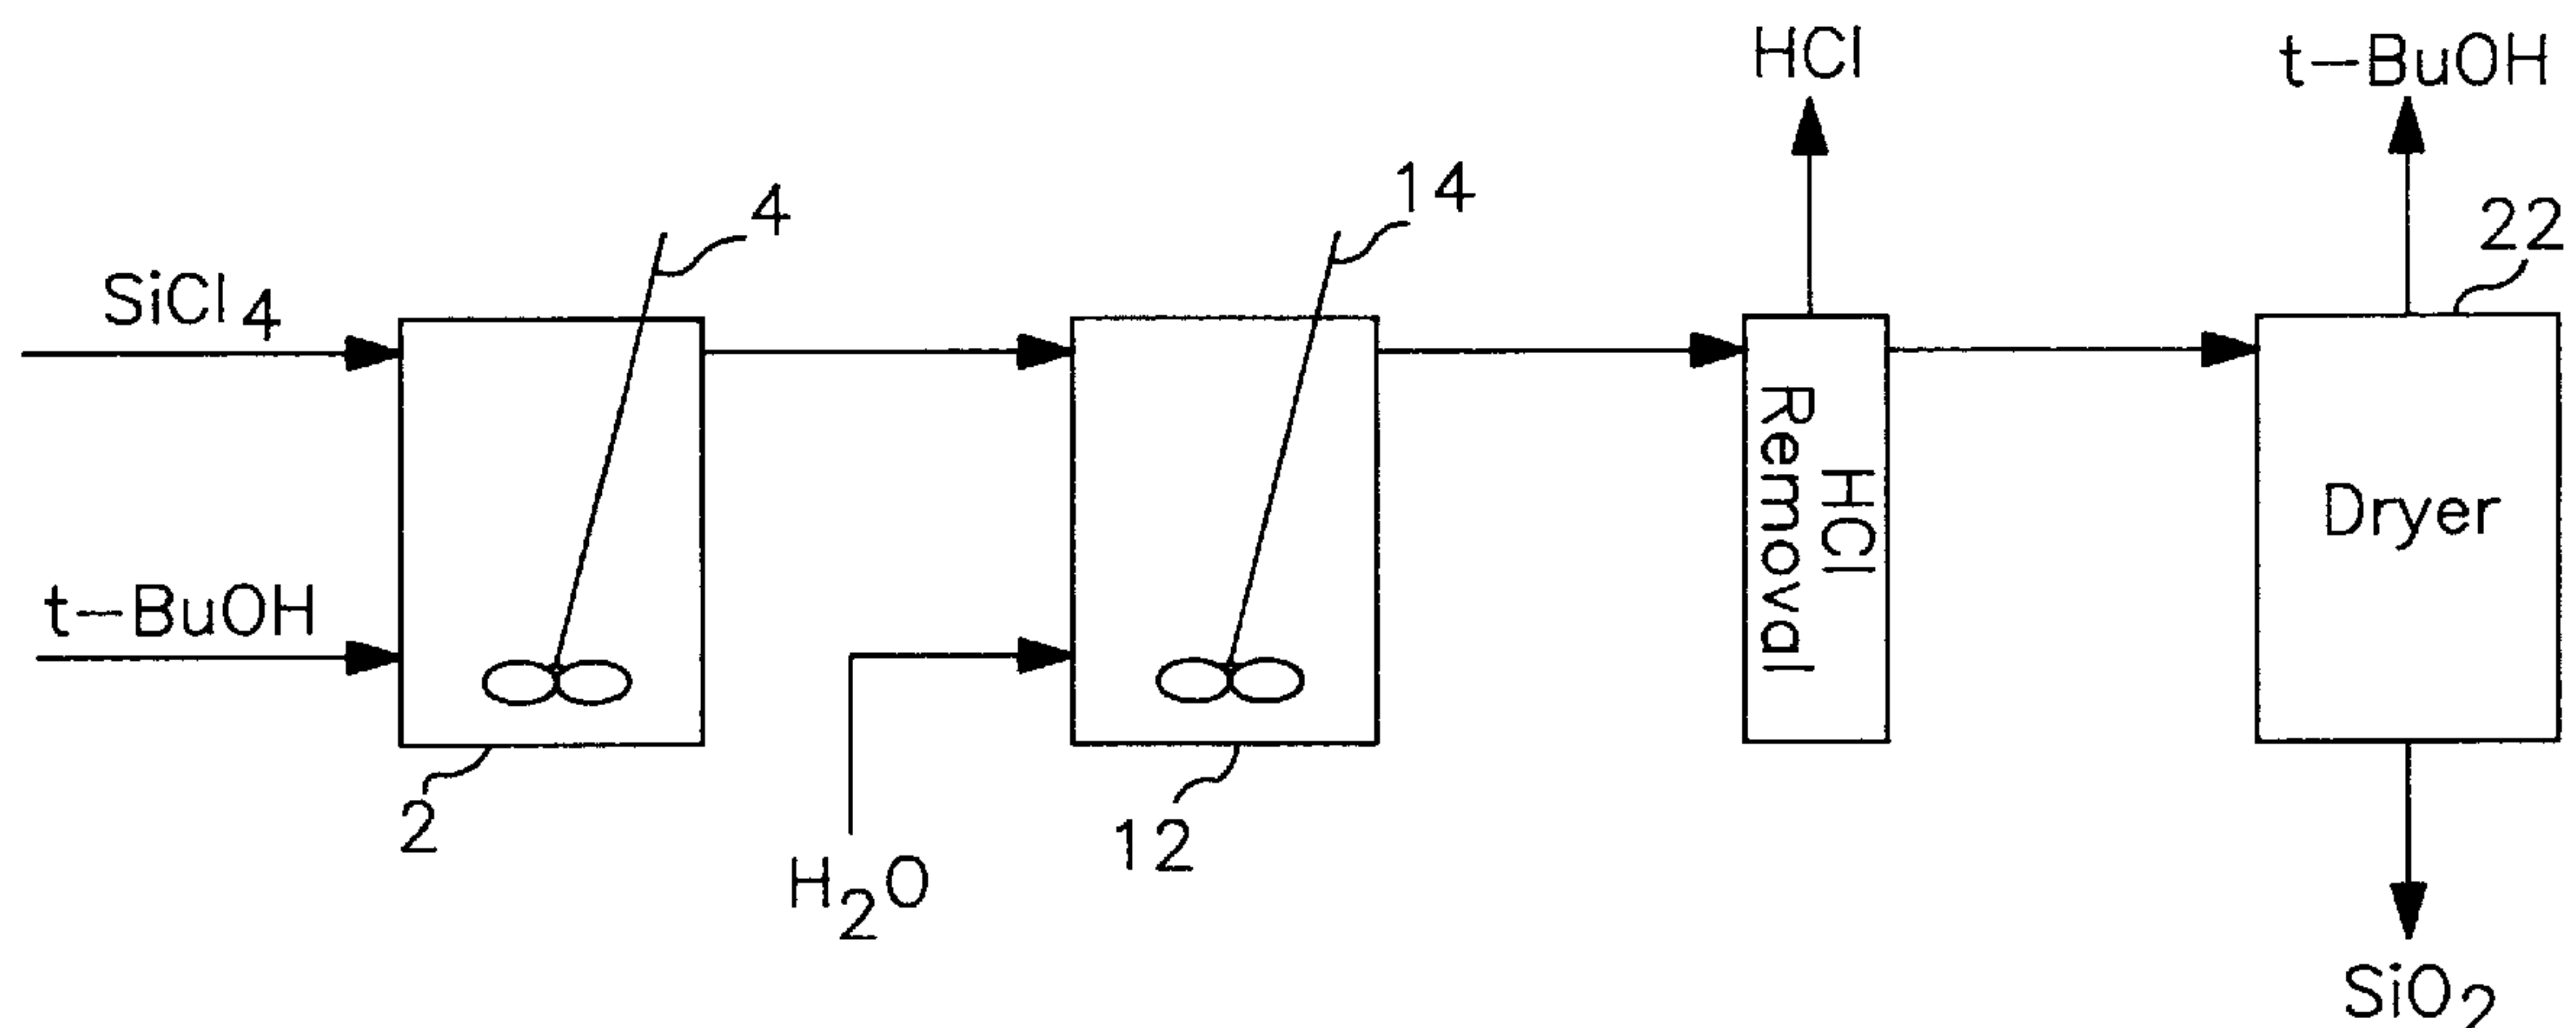 HCl
t-BuOH
4
14
22
SiCl4
t-BuOH
HCl
Removal
Dryer
2
12
H2O
SiO2